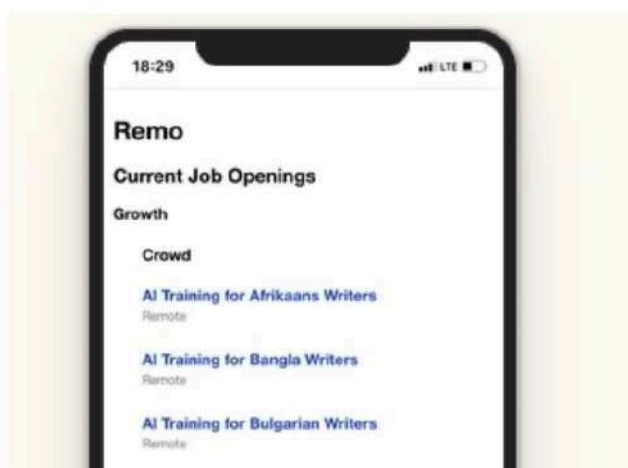 18:29 LTE
Remo
Current Job Openings
Growth
Crowd
AI Training for Afrikaans Writers
Remote
AI Training for Bangla Writers
Remote
AI Training for Bulgarian Writers
Remote